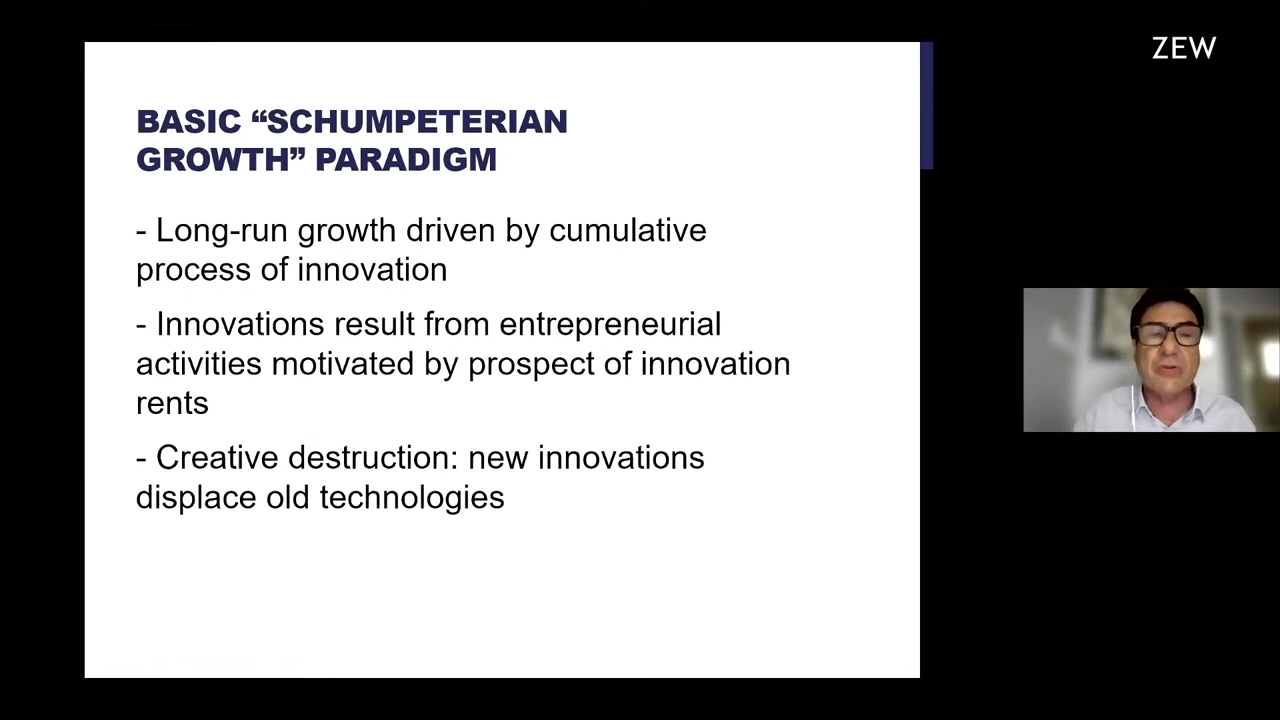 ZEW
BASIC “SCHUMPETERIAN
GROWTH” PARADIGM
- Long-run growth driven by cumulative
process of innovation
- Innovations result from entrepreneurial
activities motivated by prospect of innovation
rents
- Creative destruction: new innovations
displace old technologies